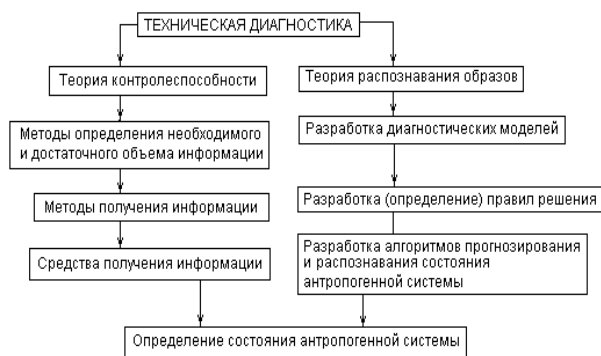 ТЕХНИЧЕСКАЯ ДИАГНОСТИКА
Теория контролеспособности
Теория распознавания образов
Методы определения необходимого
и достаточного объема информации
Разработка диагностических моделей
Методы получения информации
Разработка (определение) правил решения
Средства получения информации
Разработка алгоритмов прогнозирования
и распознавания состояния
антропогенной системы
Определение состояния антропогенной системы